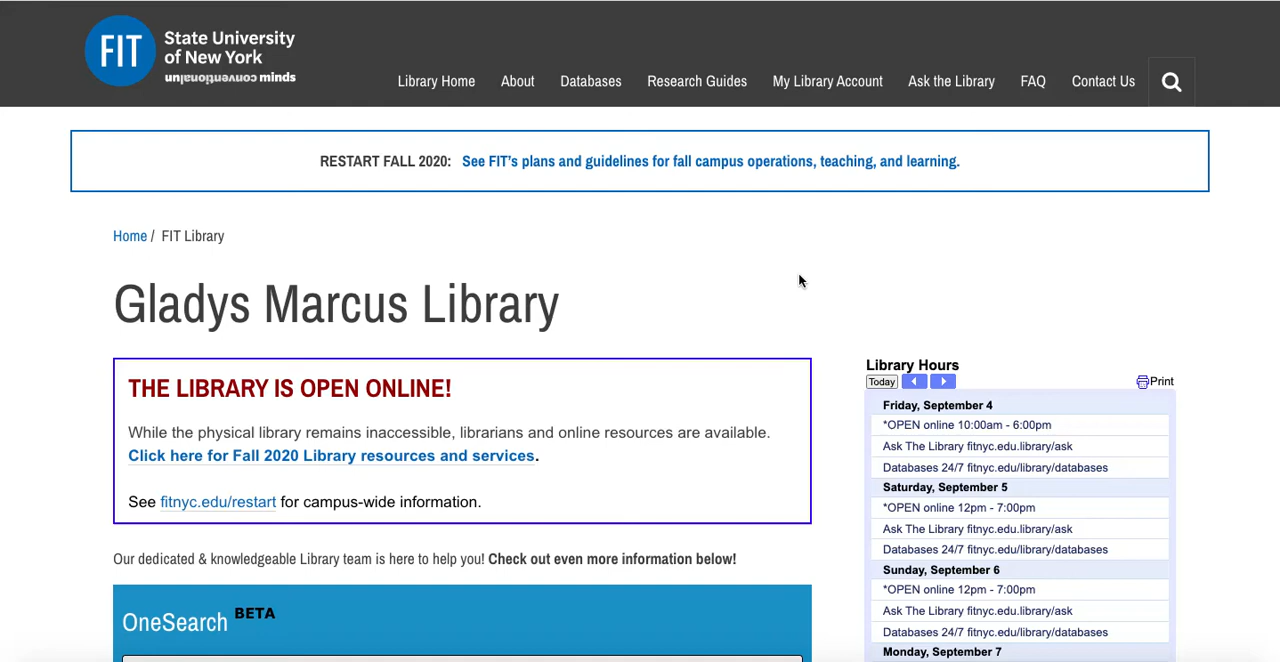 FIT
State University
of New York
unconventional minds
Library Home About Databases Research Guides My Library Account Ask the Library FAQ Contact Us
RESTART FALL 2020: See FIT's plans and guidelines for fall campus operations, teaching, and learning.
Home / FIT Library
Gladys Marcus Library
THE LIBRARY IS OPEN ONLINE!
While the physical library remains inaccessible, librarians and online resources are available.
Click here for Fall 2020 Library resources and services.
See fitnyc.edu/restart for campus-wide information.
Our dedicated & knowledgeable Library team is here to help you! Check out even more information below!
OneSearch BETA
Library Hours
Today Print
Friday, September 4
*OPEN online 10:00am - 6:00pm
Ask The Library fitnyc.edu.library/ask
Databases 24/7 fitnyc.edu/library/databases
Saturday, September 5
*OPEN online 12pm - 7:00pm
Ask The Library fitnyc.edu.library/ask
Databases 24/7 fitnyc.edu/library/databases
Sunday, September 6
*OPEN online 12pm - 7:00pm
Ask The Library fitnyc.edu.library/ask
Databases 24/7 fitnyc.edu/library/databases
Monday, September 7